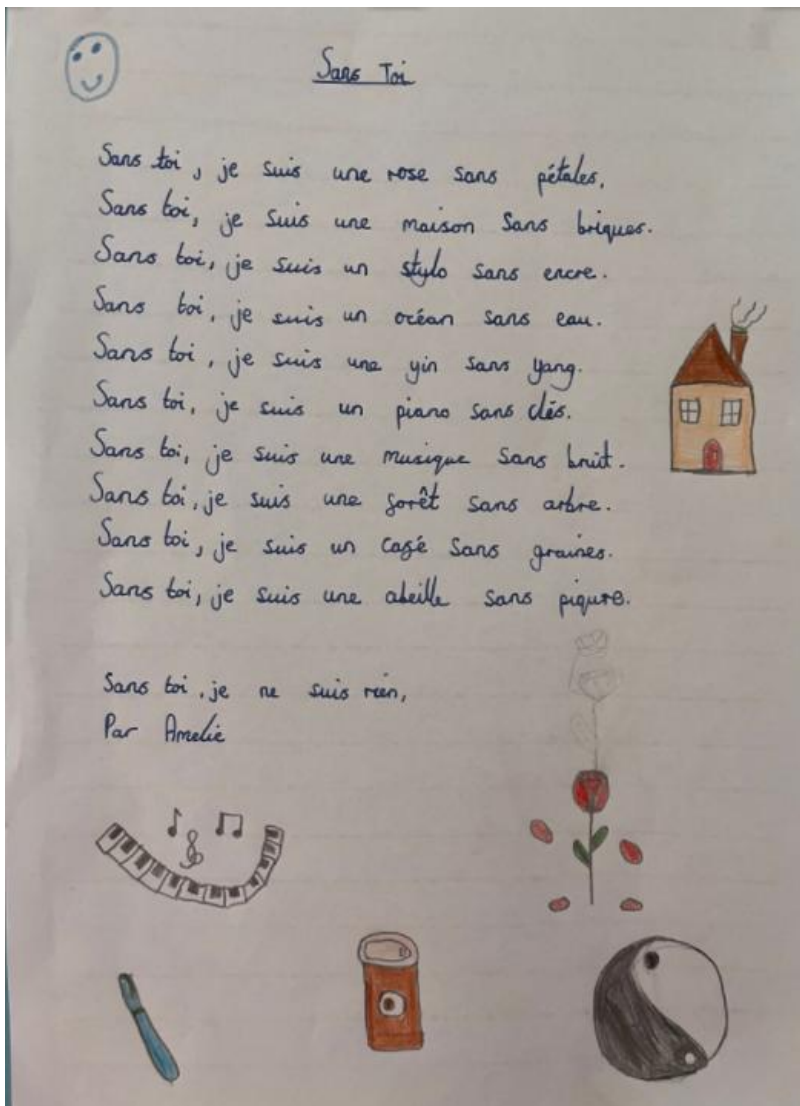 Sans Toi
Sans toi, je suis une rose sans pétales.
Sans toi, je suis une maison sans briques.
Sans toi, je suis un stylo sans encre.
Sans toi, je suis un océan sans eau.
Sans toi, je suis une yin sans yang.
Sans toi, je suis un piano sans clés.
Sans toi, je suis une musique sans bruit.
Sans toi, je suis une forêt sans arbre.
Sans toi, je suis un café sans graines.
Sans toi, je suis une abeille sans piqure.
Sans toi, je ne suis rien,
Par Amelie